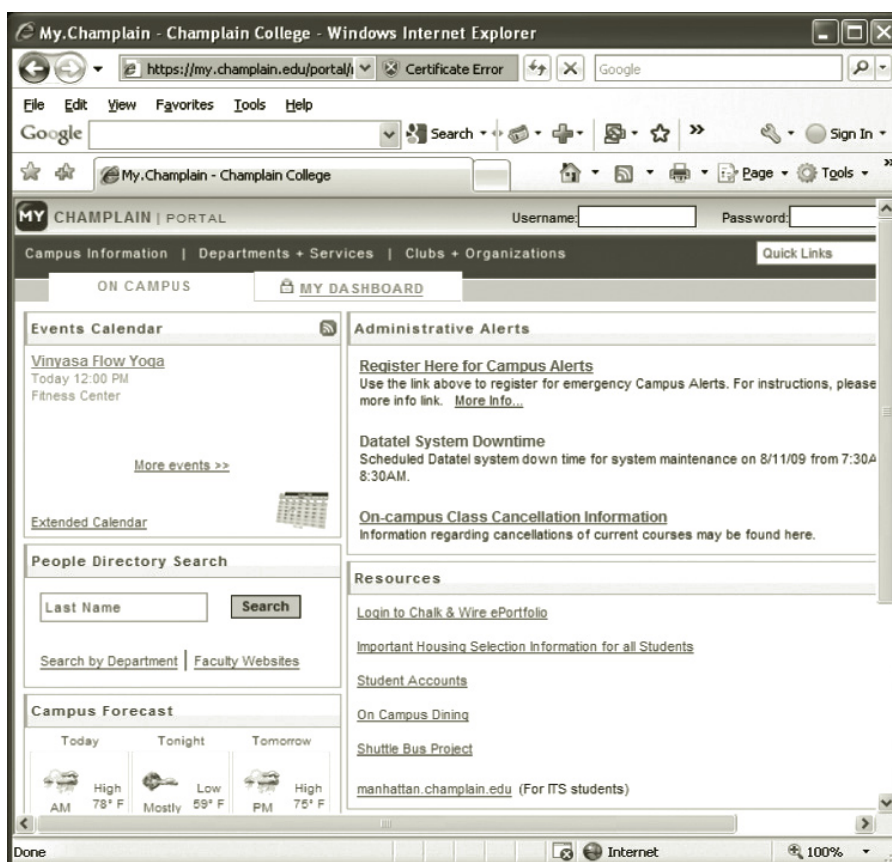 My.Champlain - Champlain College - Windows Internet Explorer
https://my.champlain.edu/portal/ Certificate Error Google
File Edit View Favorites Tools Help
Google Search Sign In
My.Champlain - Champlain College Page Tools
MY CHAMPLAIN | PORTAL Username: Password:
Campus Information | Departments + Services | Clubs + Organizations Quick Links
ON CAMPUS MY DASHBOARD
Events Calendar
Vinyasa Flow Yoga
Today 12:00 PM
Fitness Center
More events >>
Extended Calendar
People Directory Search
Last Name Search
Search by Department | Faculty Websites
Campus Forecast
Today Tonight Tomorrow
High Low High
AM 78° F Mostly 59° F PM 75° F
Administrative Alerts
Register Here for Campus Alerts
Use the link above to register for emergency Campus Alerts. For instructions, please
more info link. More Info...
Datatel System Downtime
Scheduled Datatel system down time for system maintenance on 8/11/09 from 7:30A
8:30AM.
On-campus Class Cancellation Information
Information regarding cancellations of current courses may be found here.
Resources
Login to Chalk & Wire ePortfolio
Important Housing Selection Information for all Students
Student Accounts
On Campus Dining
Shuttle Bus Project
manhattan.champlain.edu (For ITS students)
Done Internet 100%